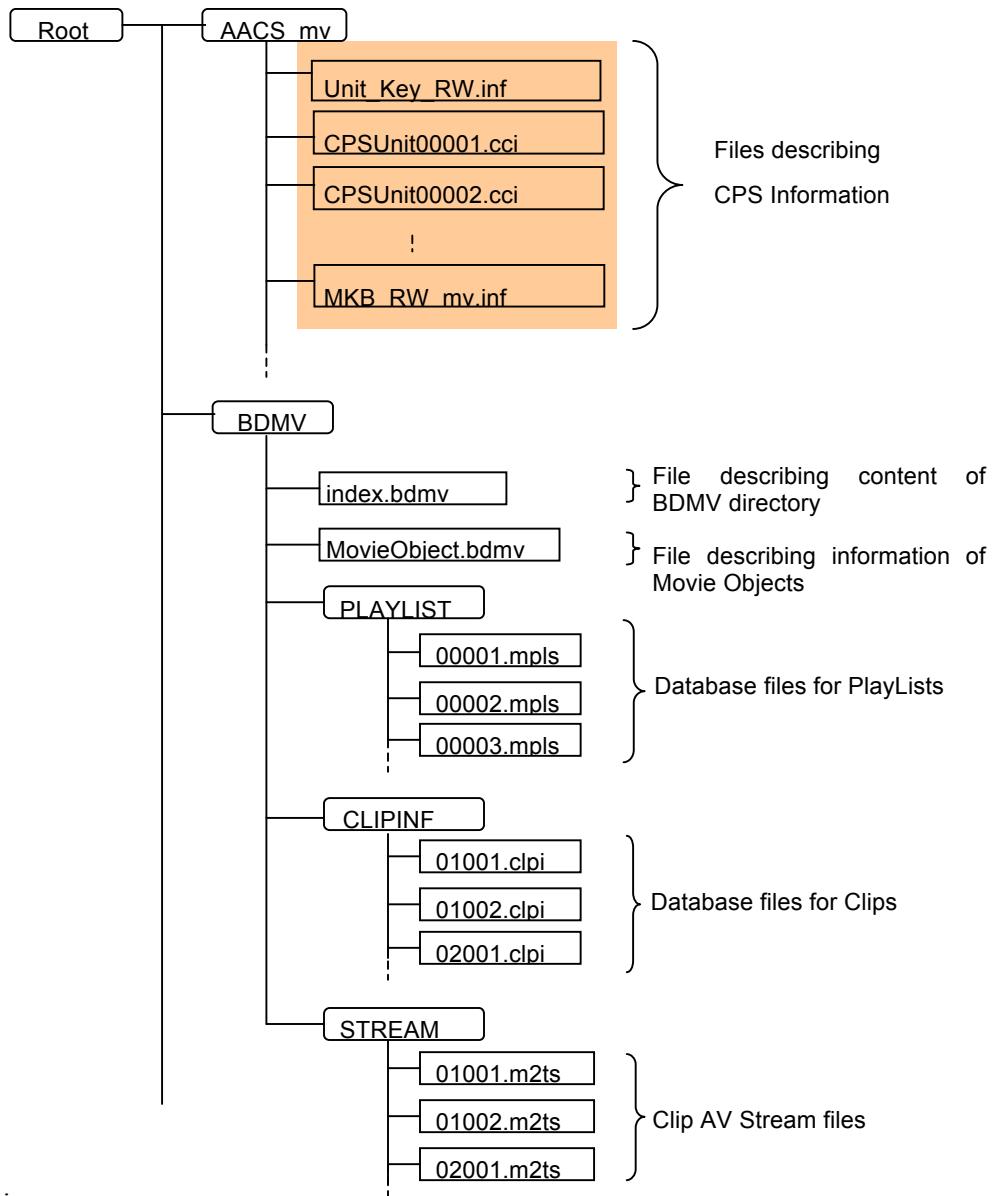 Root
AACS_mv
Unit_Key_RW.inf
CPSUnit00001.cci
CPSUnit00002.cci
MKB_RW_mv.inf
Files describing
CPS Information
BDMV
index.bdmv
File describing content of
BDMV directory
MovieObject.bdmv
File describing information of
Movie Objects
PLAYLIST
00001.mpls
00002.mpls
00003.mpls
Database files for PlayLists
CLIPINF
01001.clpi
01002.clpi
02001.clpi
Database files for Clips
STREAM
01001.m2ts
01002.m2ts
02001.m2ts
Clip AV Stream files
.